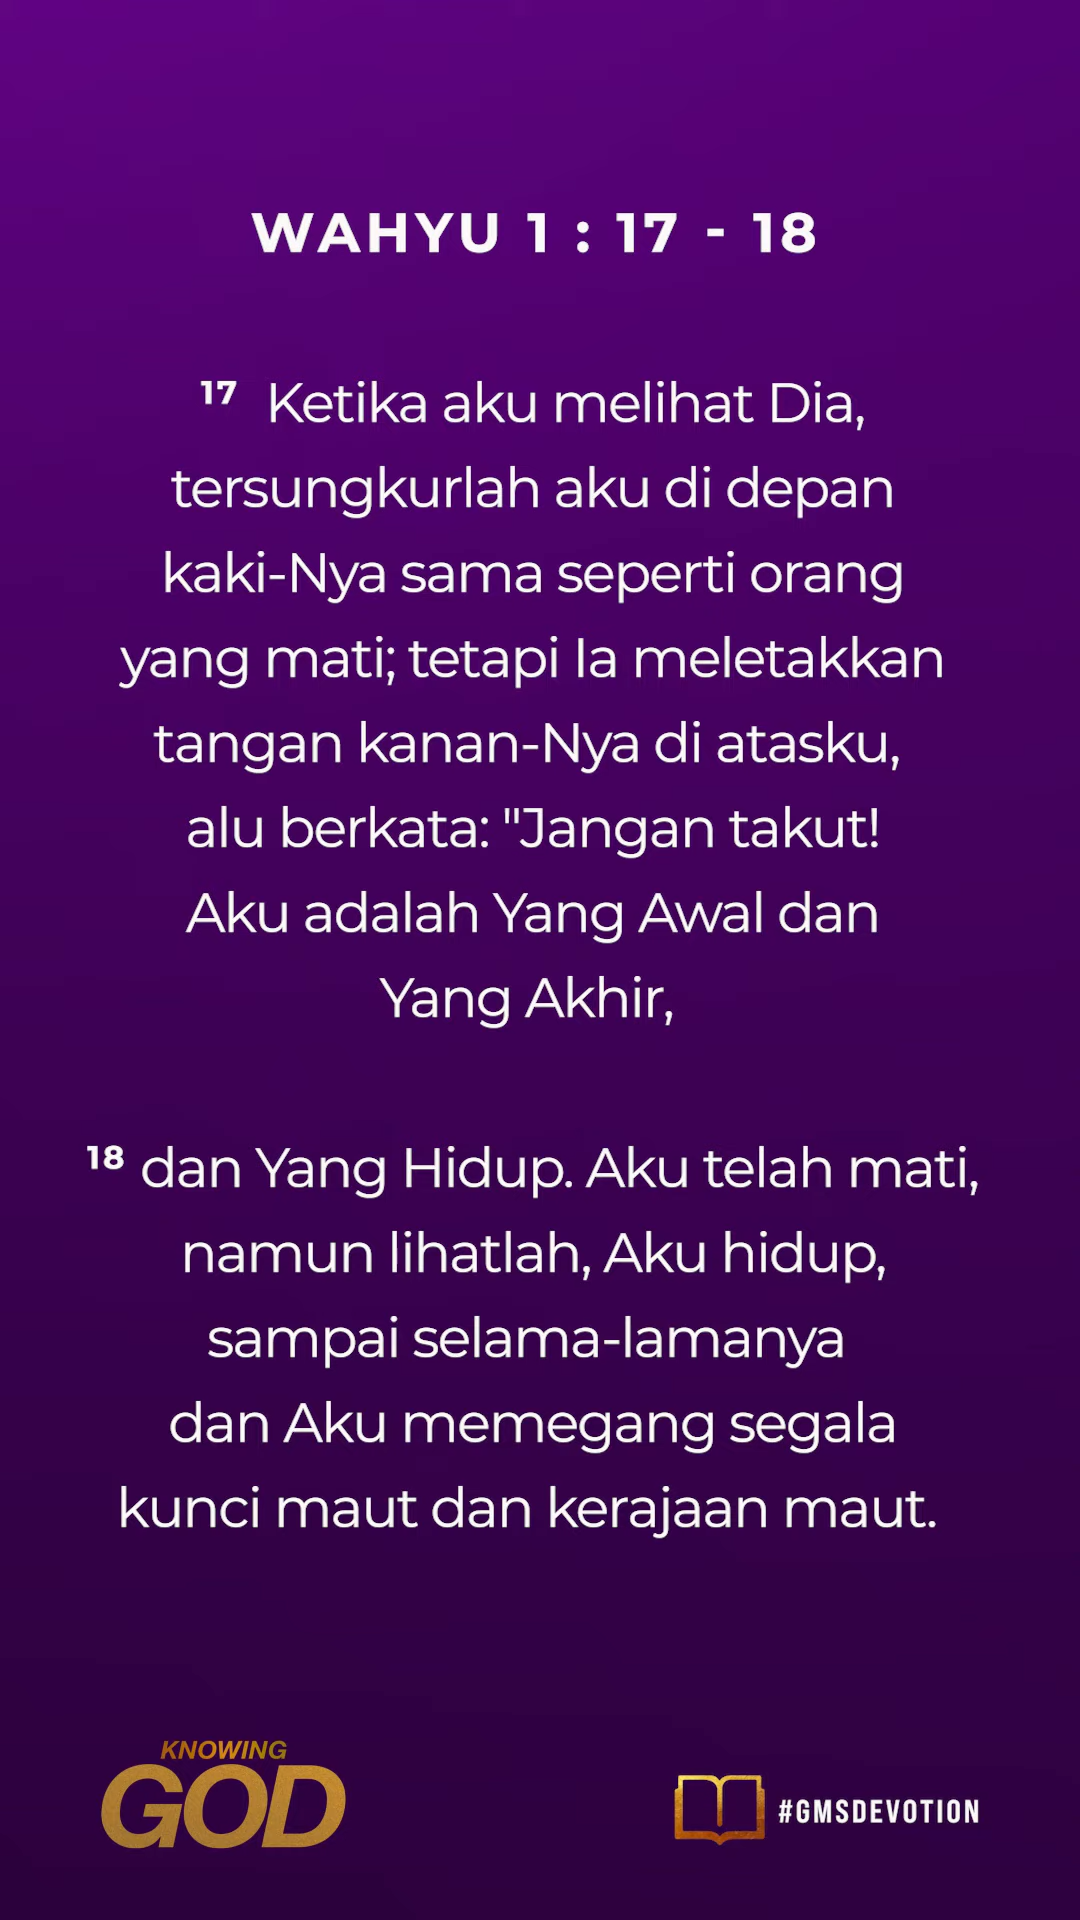 WAHYU 1 : 17 - 18
17 Ketika aku melihat Dia,
tersungkurlah aku di depan
kaki-Nya sama seperti orang
yang mati; tetapi Ia meletakkan
tangan kanan-Nya di atasku,
alu berkata: "Jangan takut!
Aku adalah Yang Awal dan
Yang Akhir,
18 dan Yang Hidup. Aku telah mati,
namun lihatlah, Aku hidup,
sampai selama-lamanya
dan Aku memegang segala
kunci maut dan kerajaan maut.
KNOWING
GOD
#GMSDEVOTION